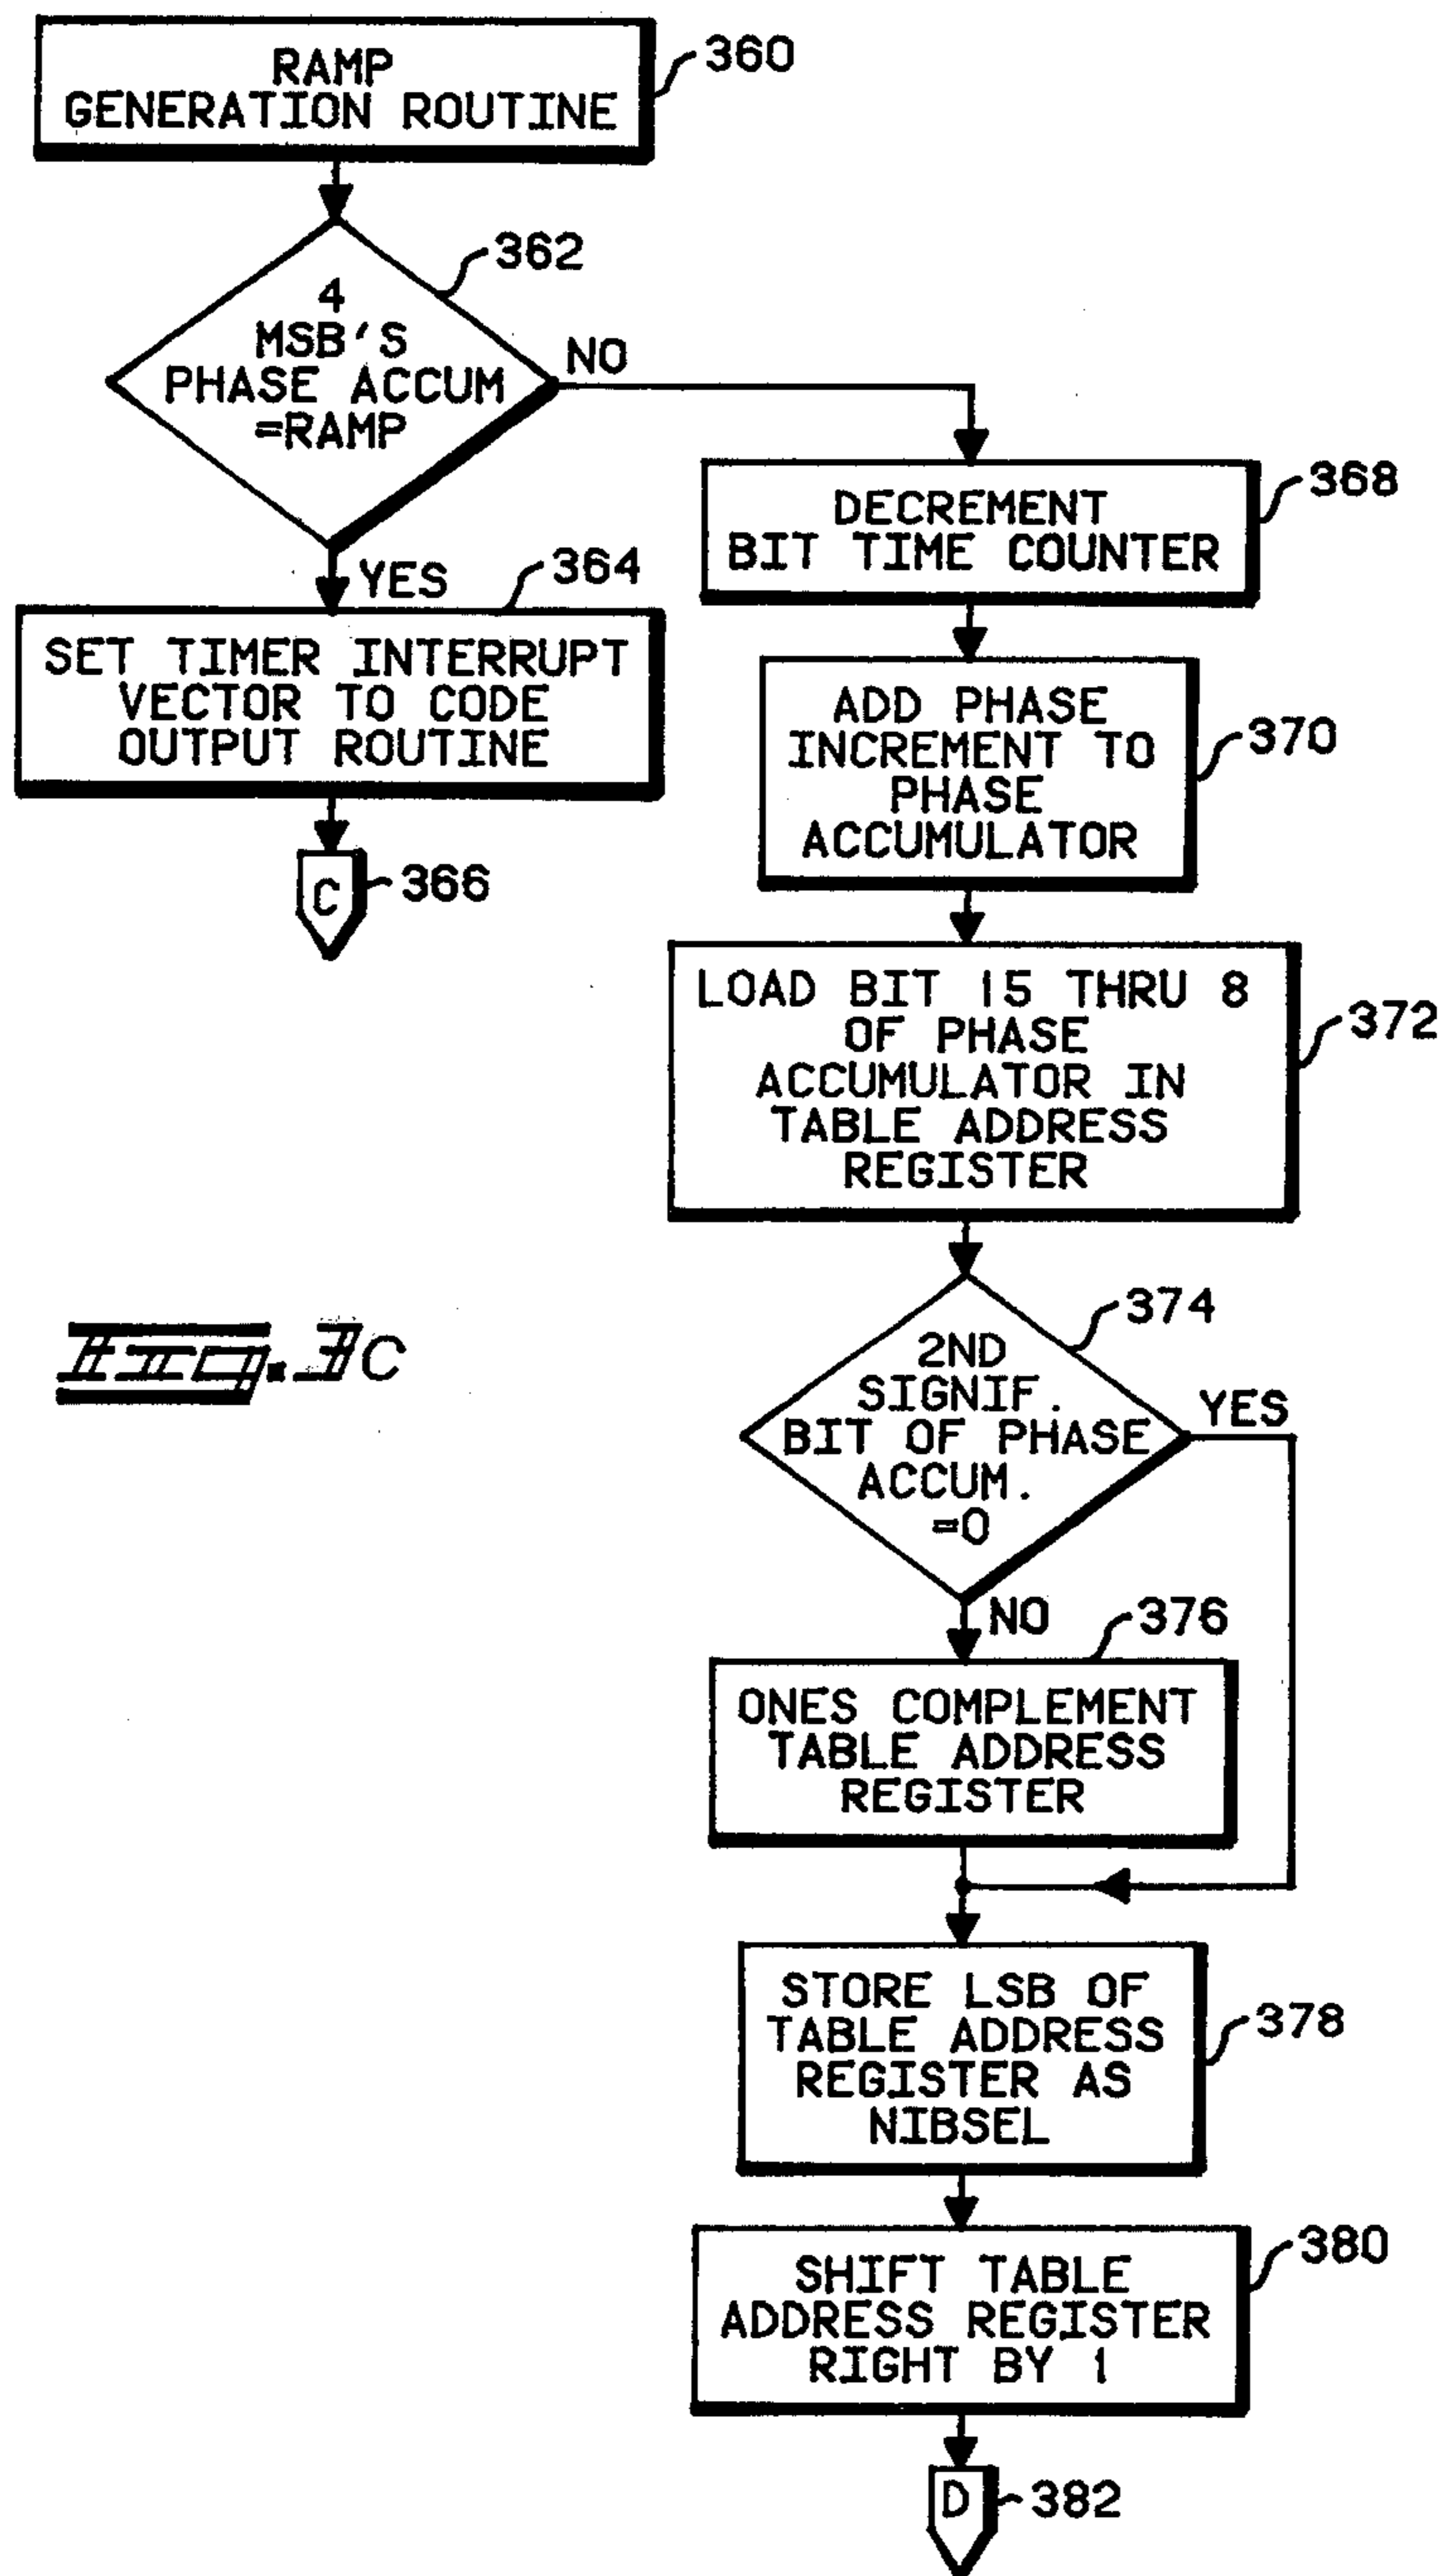 RAMP
GENERATION ROUTINE
360
362
4
MSB'S
PHASE ACCUM
=RAMP
NO
YES
364
SET TIMER INTERRUPT
VECTOR TO CODE
OUTPUT ROUTINE
C
366
368
DECREMENT
BIT TIME COUNTER
ADD PHASE
INCREMENT TO
PHASE
ACCUMULATOR
370
LOAD BIT 15 THRU 8
OF PHASE
ACCUMULATOR IN
TABLE ADDRESS
REGISTER
372
374
2ND
SIGNIF.
BIT OF PHASE
ACCUM.
=0
YES
NO
376
ONES COMPLEMENT
TABLE ADDRESS
REGISTER
STORE LSB OF
TABLE ADDRESS
REGISTER AS
NIBSEL
378
SHIFT TABLE
ADDRESS REGISTER
RIGHT BY 1
380
D
382
Fig. 3C